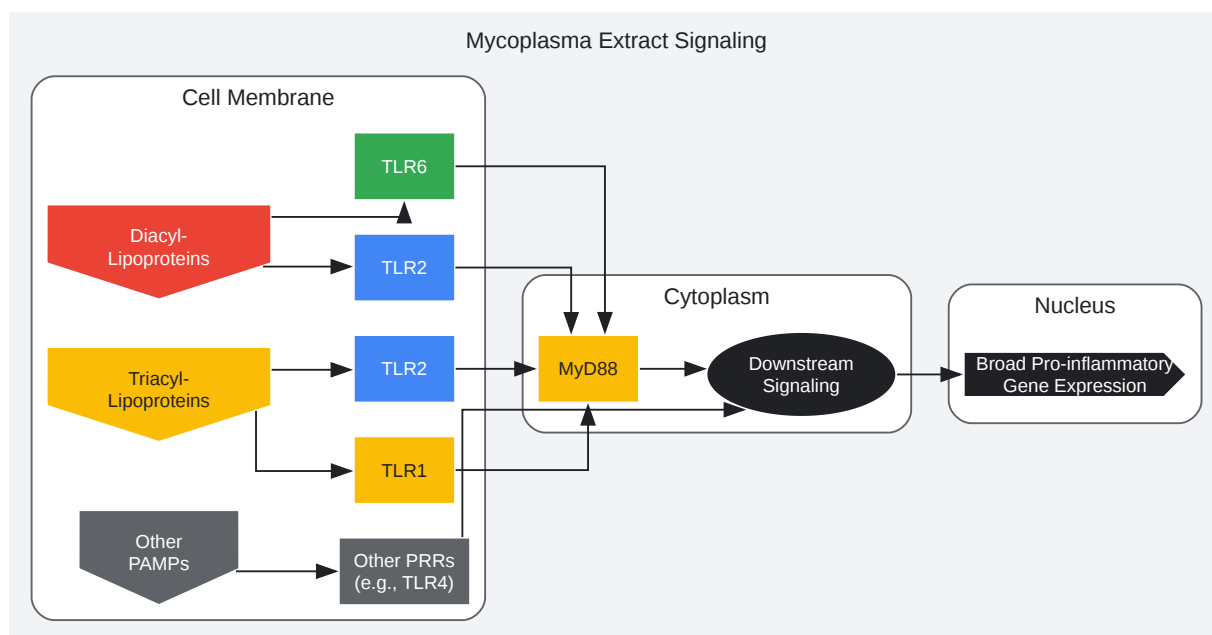 Mycoplasma Extract Signaling
Cell Membrane
TLR6
Diacyl-
Lipoproteins
TLR2
Triacyl-
Lipoproteins
TLR2
TLR1
Other
PAMPs
Other PRRs
(e.g., TLR4)
Cytoplasm
MyD88
Downstream
Signaling
Nucleus
Broad Pro-inflammatory
Gene Expression